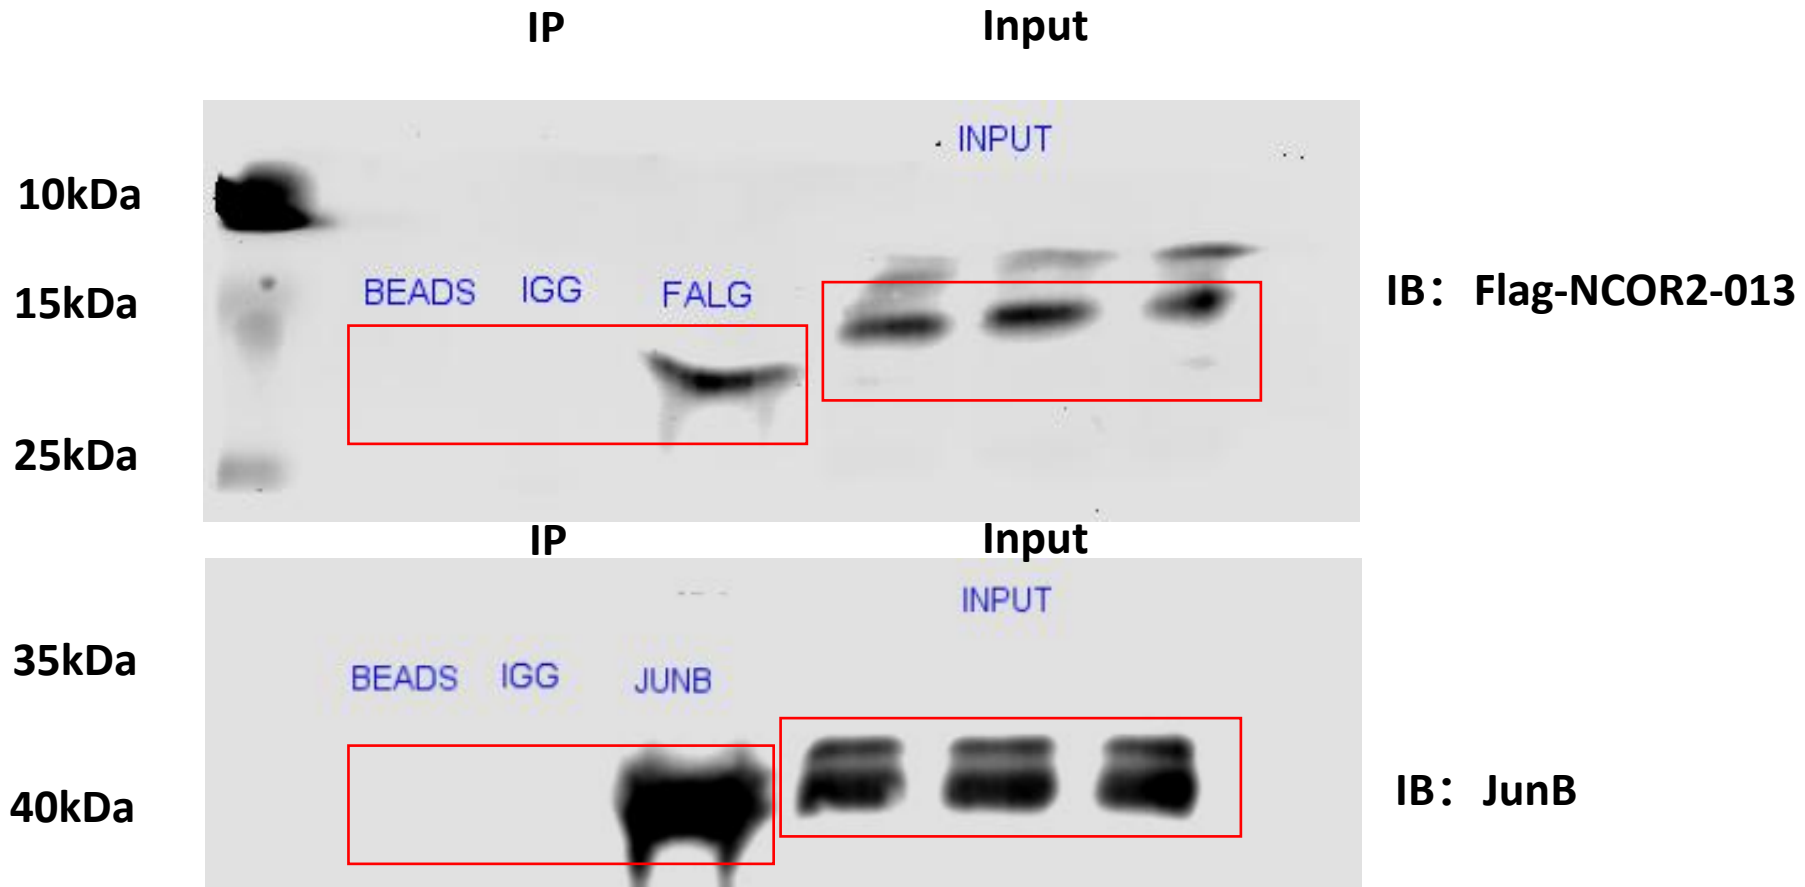 IP Input
INPUT
10kDa
BEADS IGG FALG
15kDa
IB： Flag-NCOR2-013
25kDa
IP Input
INPUT
35kDa
BEADS IGG JUNB
40kDa
IB： JunB